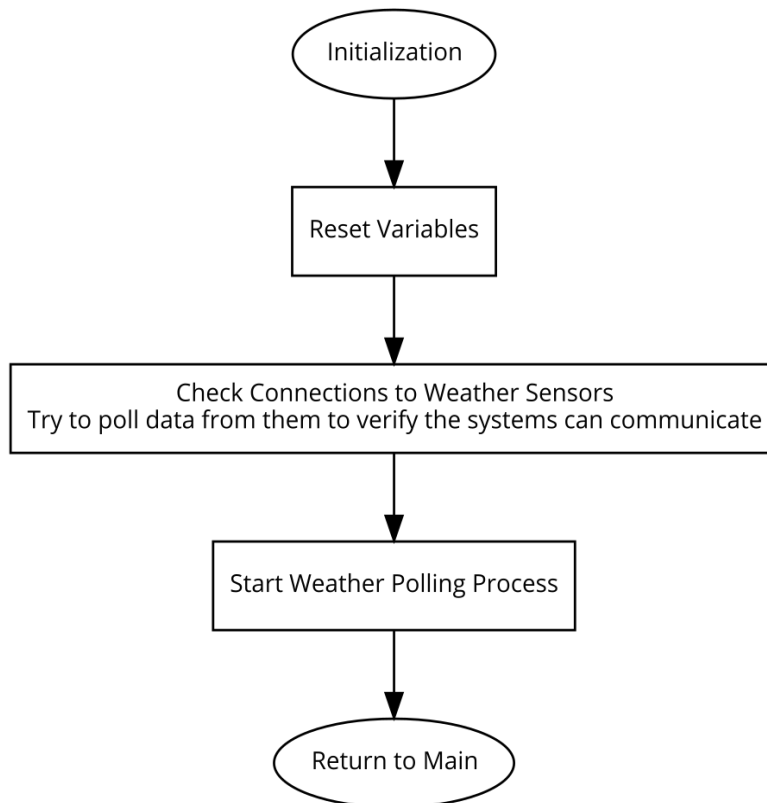 Initialization
Reset Variables
Check Connections to Weather Sensors
Try to poll data from them to verify the systems can communicate
Start Weather Polling Process
Return to Main